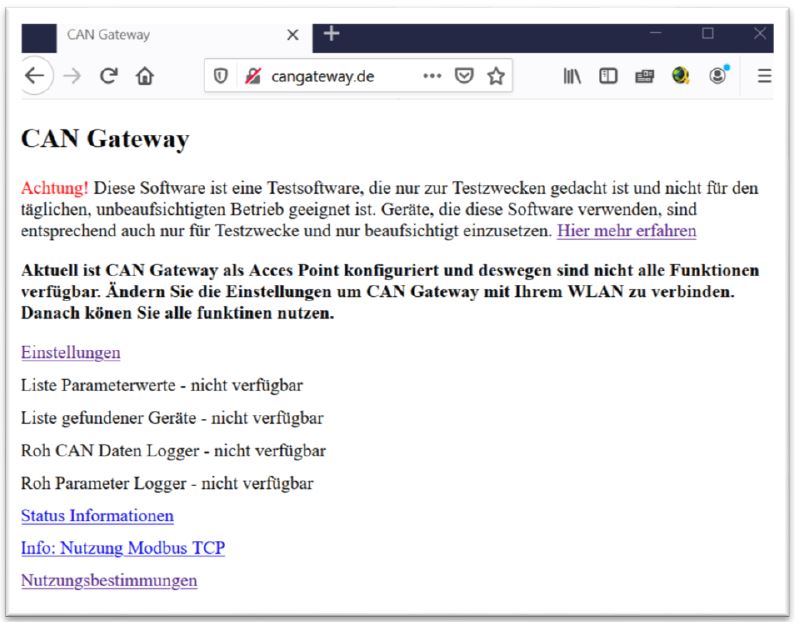 CAN Gateway
cangateway.de
CAN Gateway
Achtung! Diese Software ist eine Testsoftware, die nur zur Testzwecken gedacht ist und nicht für den
täglichen, unbeaufsichtigten Betrieb geeignet ist. Geräte, die diese Software verwenden, sind
entsprechend auch nur für Testzwecke und nur beaufsichtigt einzusetzen. Hier mehr erfahren
Aktuell ist CAN Gateway als Acces Point konfiguriert und deswegen sind nicht alle Funktionen
verfügbar. Ändern Sie die Einstellungen um CAN Gateway mit Ihrem WLAN zu verbinden.
Danach könen Sie alle funktinen nutzen.
Einstellungen
Liste Parameterwerte - nicht verfügbar
Liste gefundener Geräte - nicht verfügbar
Roh CAN Daten Logger - nicht verfügbar
Roh Parameter Logger - nicht verfügbar
Status Informationen
Info: Nutzung Modbus TCP
Nutzungsbestimmungen